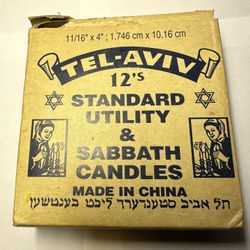 11/16" x 4" ; 1.746 cm x 10.16 cm
TEL-AVIV
12's
STANDARD
UTILITY
&
SABBATH
CANDLES
MADE IN CHINA
תל אביב סטענדערד ליכט בענטשען